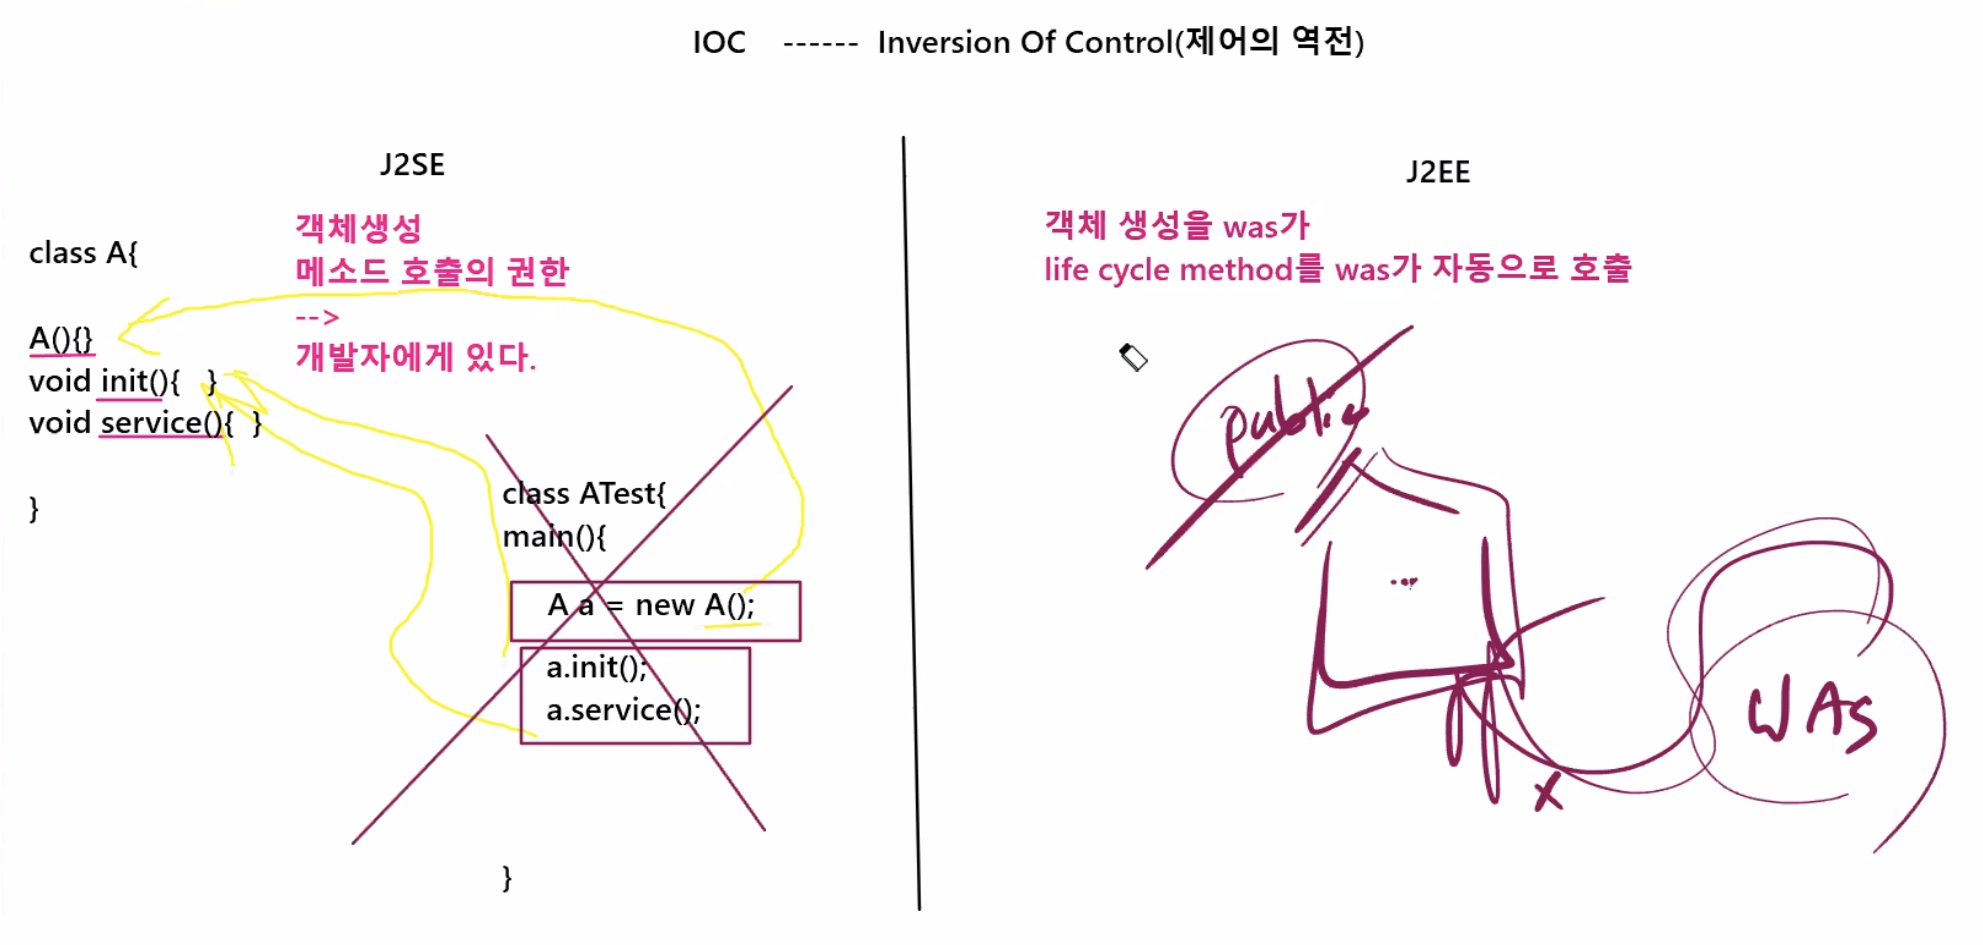 IOC ------ Inversion Of Control(제어의 역전)
J2SE
객체생성
메소드 호출의 권한
-->
개발자에게 있다.
class A{
A(){}
void init(){ }
void service(){ }
}
class ATest{
main(){
A a = new A();
a.init();
a.service();
}
J2EE
객체 생성을 was가
life cycle method를 was가 자동으로 호출
public
WAS
x